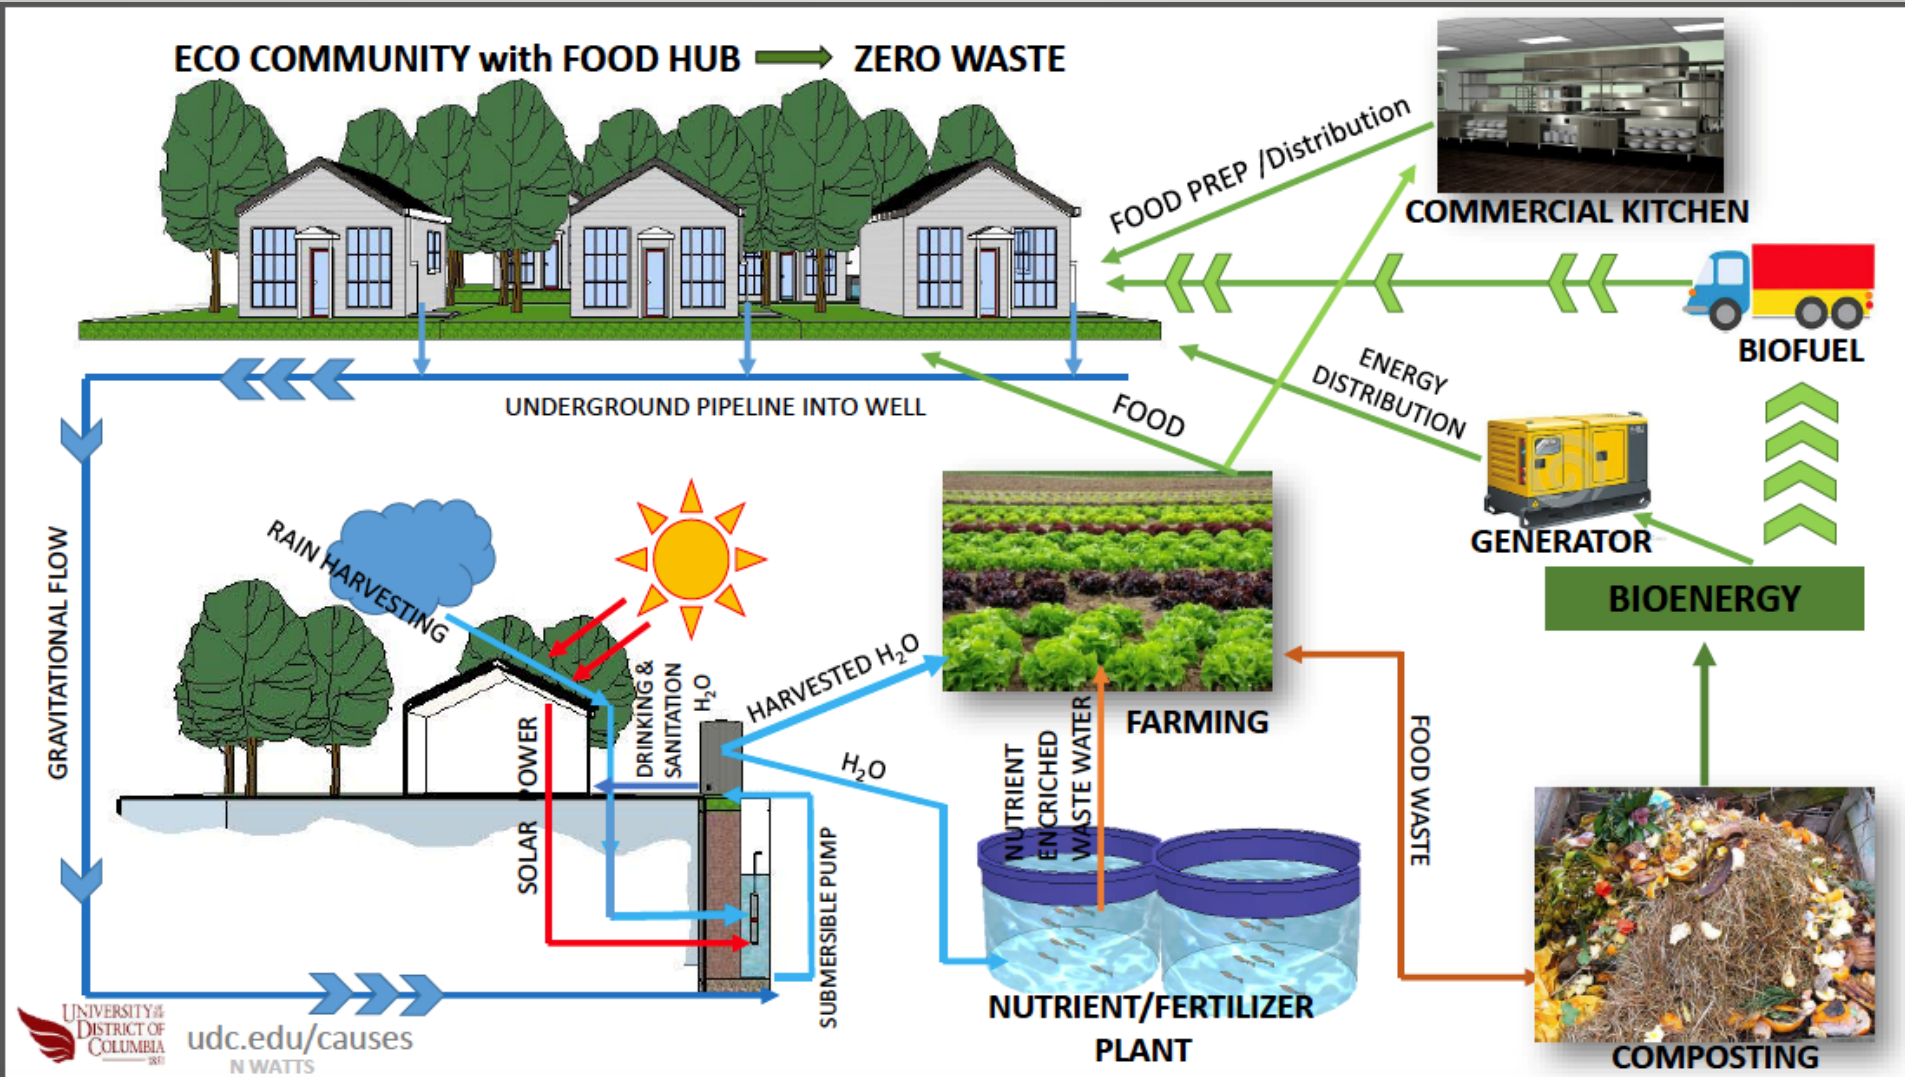 ECO COMMUNITY with FOOD HUB ZERO WASTE
FOOD PREP /Distribution
COMMERCIAL KITCHEN
BIOFUEL
ENERGY
DISTRIBUTION
UNDERGROUND PIPELINE INTO WELL
FOOD
GENERATOR
BIOENERGY
GRAVITATIONAL FLOW
RAIN HARVESTING
DRINKING &
SANITATION
H₂O
HARVESTED H₂O
FARMING
SOLAR POWER
H₂O
NUTRIENT
ENCRICHED
WASTE WATER
FOOD WASTE
SUBMERSIBLE PUMP
NUTRIENT/FERTILIZER
PLANT
COMPOSTING
UNIVERSITY OF THE
DISTRICT OF
COLUMBIA
1851
udc.edu/causes
N WATTS